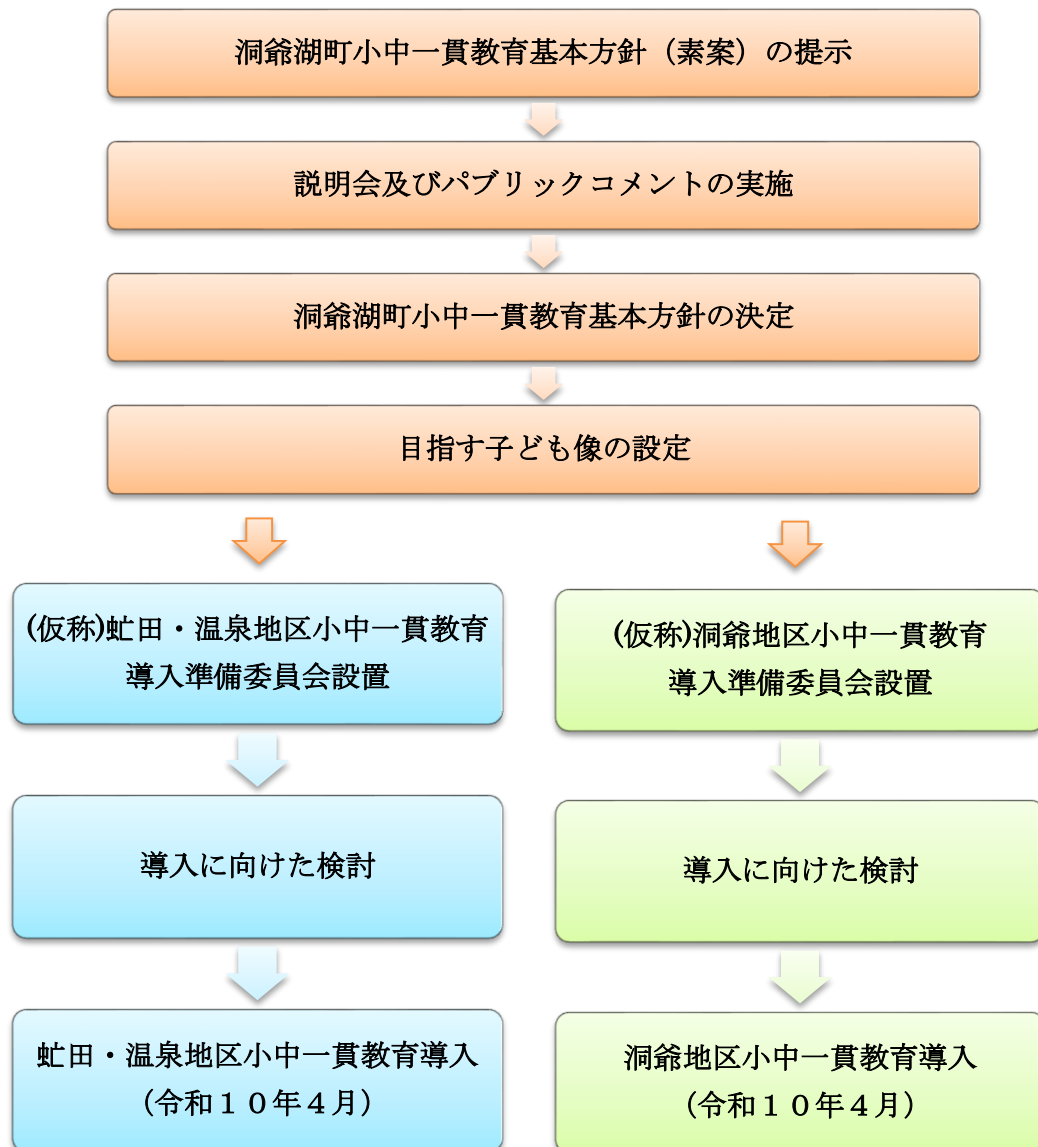 洞爺湖町小中一貫教育基本方針（素案）の提示
説明会及びパブリックコメントの実施
洞爺湖町小中一貫教育基本方針の決定
目指す子ども像の設定
(仮称)虻田・温泉地区小中一貫教育
導入準備委員会設置
導入に向けた検討
虻田・温泉地区小中一貫教育導入
（令和１０年４月）
(仮称)洞爺地区小中一貫教育
導入準備委員会設置
導入に向けた検討
洞爺地区小中一貫教育導入
（令和１０年４月）